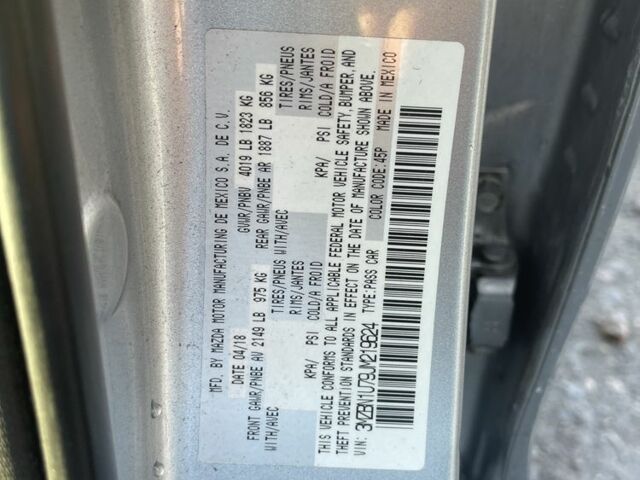 MFD. BY MAZDA MOTOR MANUFACTURING DE MEXICO S.A. DE C.V.
DATE 04/18 GVWR/PNBV 4019 LB 1823 KG
FRONT GAWR/PNBE AV 2149 LB 975 KG REAR GAWR/PNBE AR 1887 LB 856 KG
WITH/AVEC TIRES/PNEUS WITH/AVEC TIRES/PNEUS
RIMS/JANTES RIMS/JANTES
KPA/ PSI COLD/A FROID KPA/ PSI COLD/A FROID
THIS VEHICLE CONFORMS TO ALL APPLICABLE FEDERAL MOTOR VEHICLE SAFETY, BUMPER, AND
THEFT PREVENTION STANDARDS IN EFFECT ON THE DATE OF MANUFACTURE SHOWN ABOVE.
VIN: 3MZBN1U79JM219624 TYPE:PASS CAR COLOR CODE:45P MADE IN MEXICO